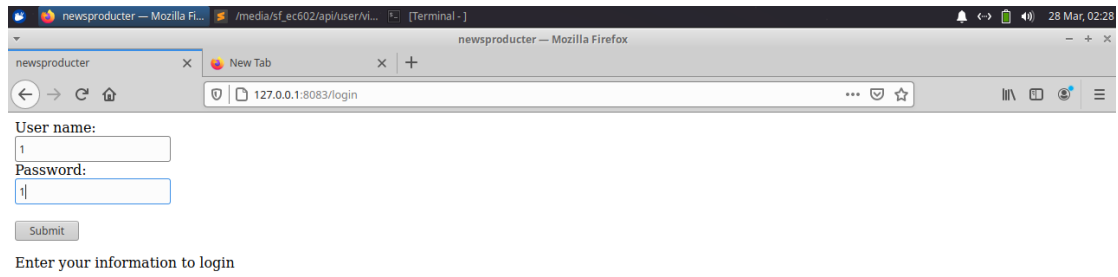 newsproducter — Mozilla Fi... /media/sf_ec602/api/user/vi... [Terminal - ] 28 Mar, 02:28
newsproducter — Mozilla Firefox
newsproducter New Tab
127.0.0.1:8083/login
User name:
1
Password:
1
Submit
Enter your information to login